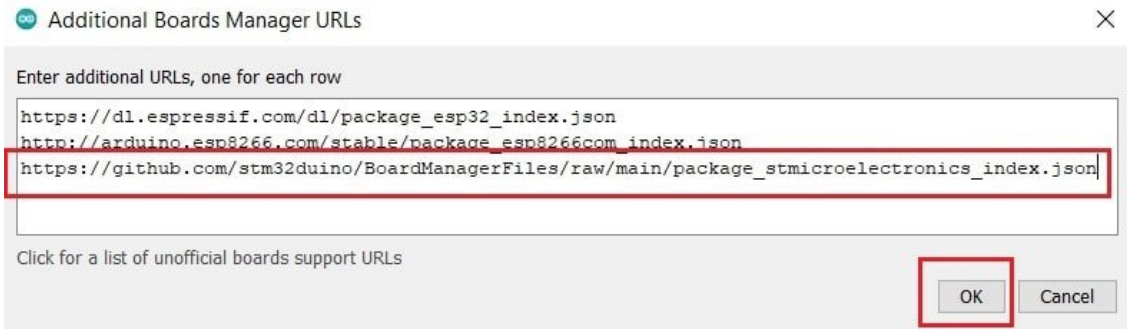 Additional Boards Manager URLs
Enter additional URLs, one for each row
https://dl.espressif.com/dl/package_esp32_index.json
http://arduino.esp8266.com/stable/package_esp8266com_index.json
https://github.com/stm32duino/BoardManagerFiles/raw/main/package_stmicroelectronics_index.json
Click for a list of unofficial boards support URLs
OK Cancel